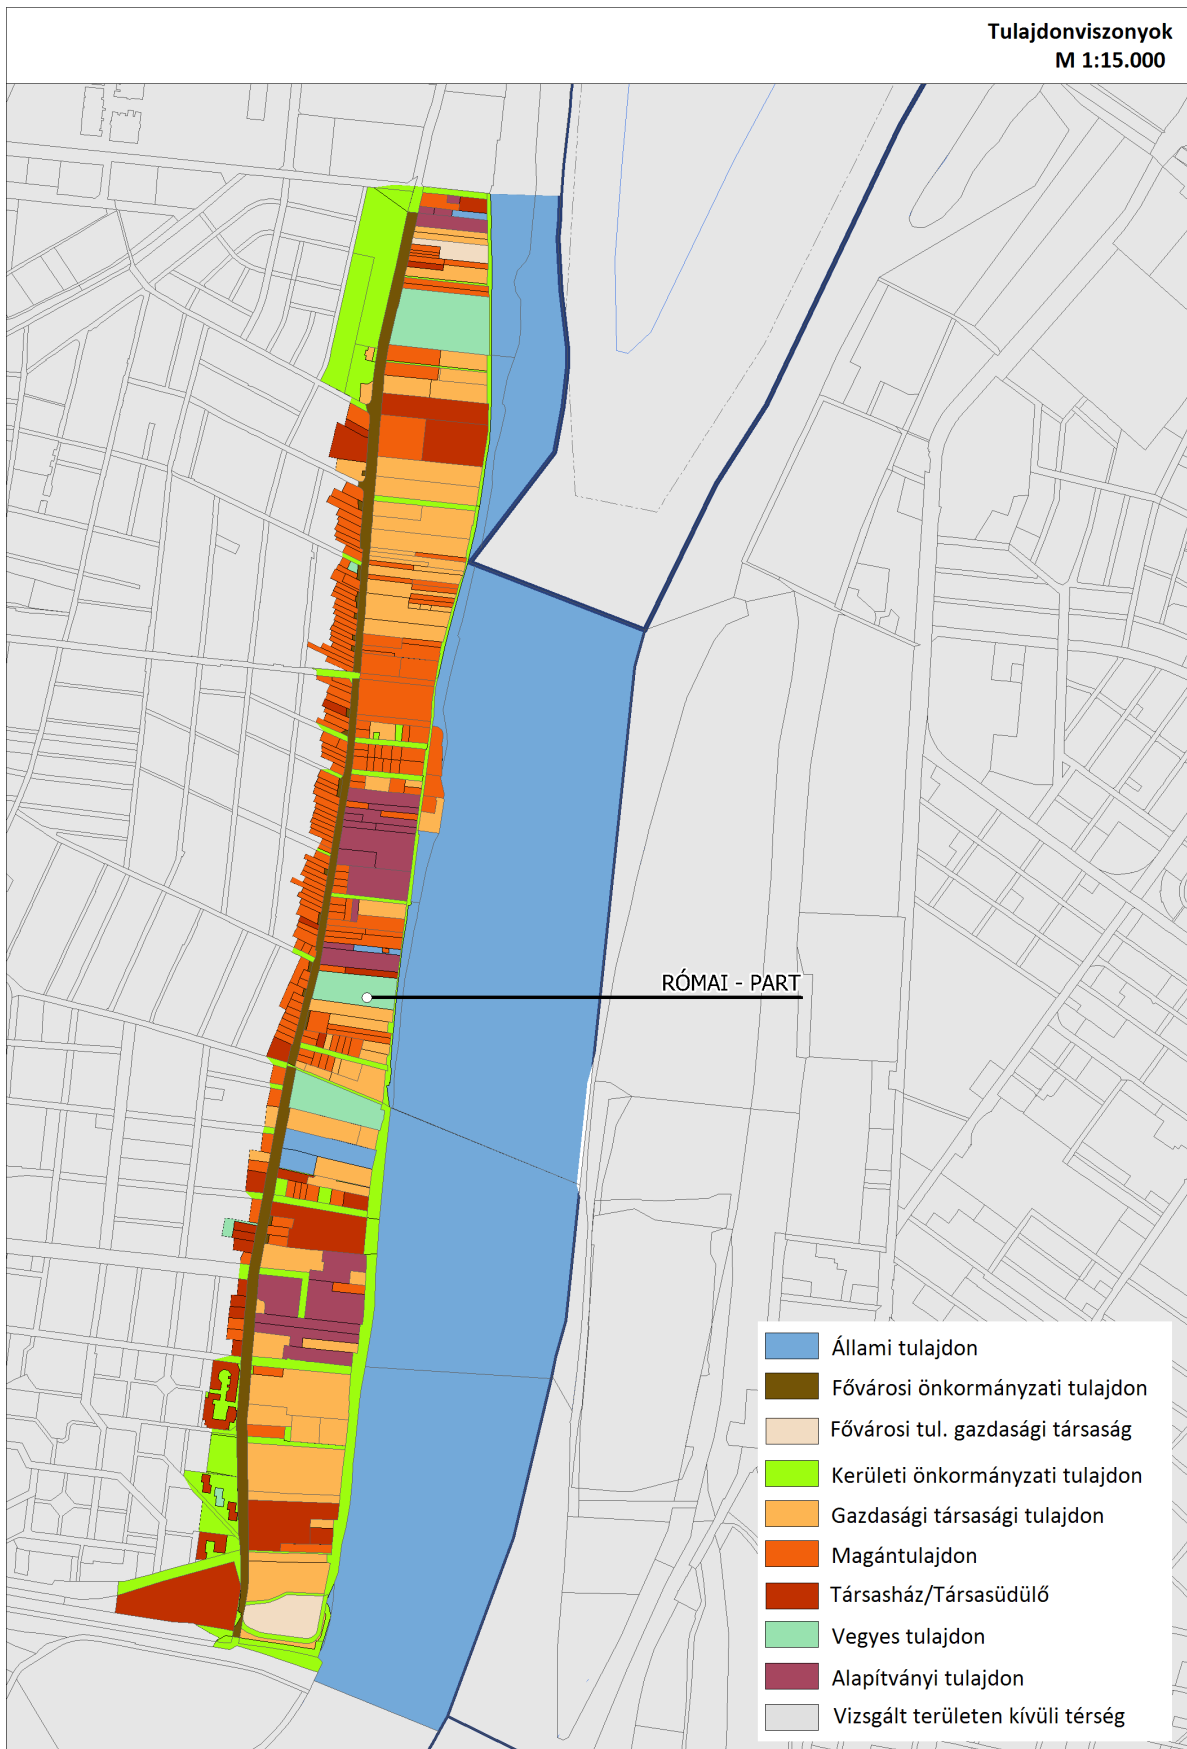 Tulajdonviszonyok
M 1:15.000
RÓMAI - PART
Állami tulajdon
Fővárosi önkormányzati tulajdon
Fővárosi tul. gazdasági társaság
Kerületi önkormányzati tulajdon
Gazdasági társasági tulajdon
Magántulajdon
Társasház/Társasüdülő
Vegyes tulajdon
Alapítványi tulajdon
Vizsgált területen kívüli térség